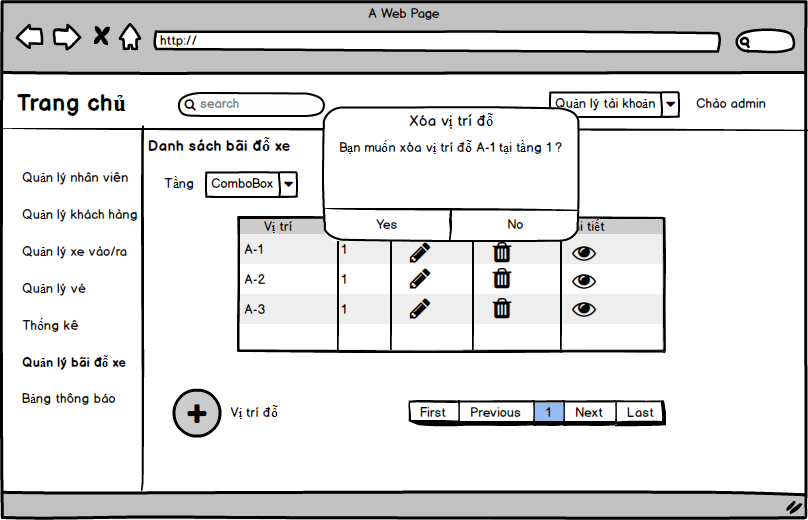 A Web Page
http://
Trang chủ
search
Quản lý tài khoản
Chào admin
Xóa vị trí đỗ
Bạn muốn xóa vị trí đỗ A-1 tại tầng 1 ?
Yes
No
Quản lý nhân viên
Quản lý khách hàng
Quản lý xe vào/ra
Quản lý vé
Thống kê
Quản lý bãi đỗ xe
Bảng thông báo
Danh sách bãi đỗ xe
Tầng
ComboBox
Vị trí
tiết
A-1 1
A-2 1
A-3 1
Vị trí đỗ
First Previous 1 Next Last